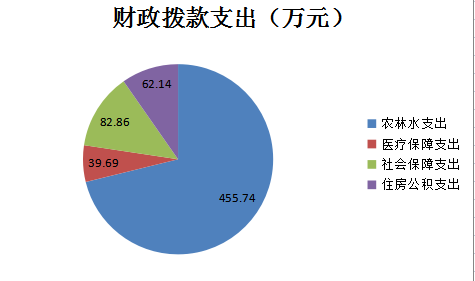 财政拨款支出（万元）
62.14
82.86
39.69
455.74
农林水支出
医疗保障支出
社会保障支出
住房公积支出